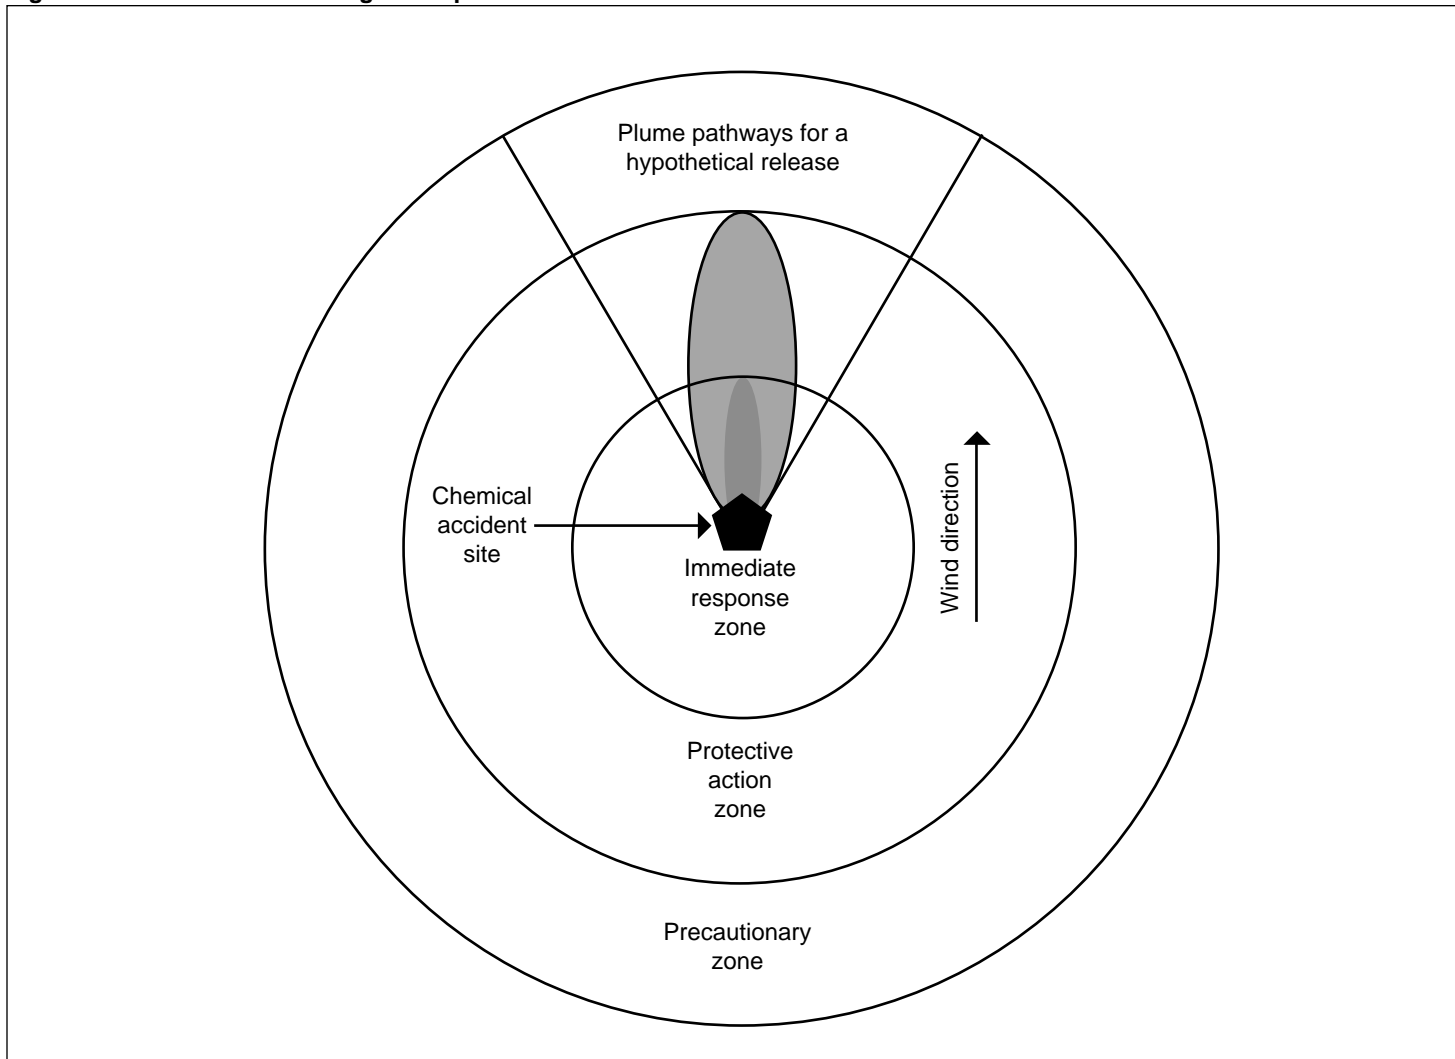 Plume pathways for a
hypothetical release
Chemical
accident
site
Wind direction
Immediate
response
zone
Protective
action
zone
Precautionary
zone